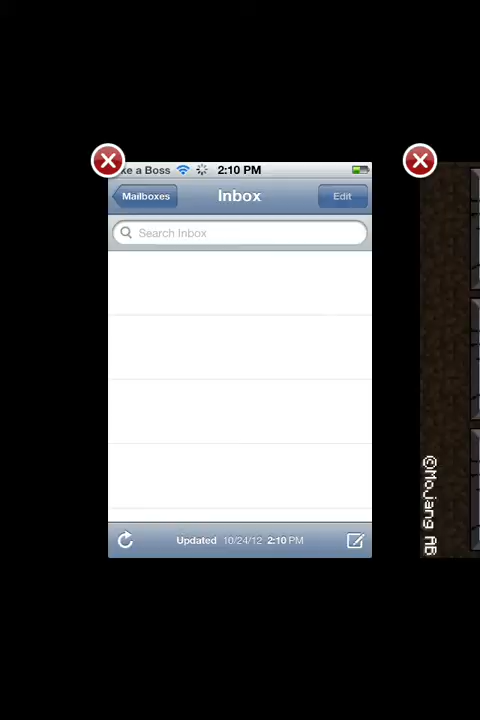 ke a Boss 2:10 PM
Mailboxes Inbox Edit
Search Inbox
Updated 10/24/12 2:10 PM
@Mojang AB